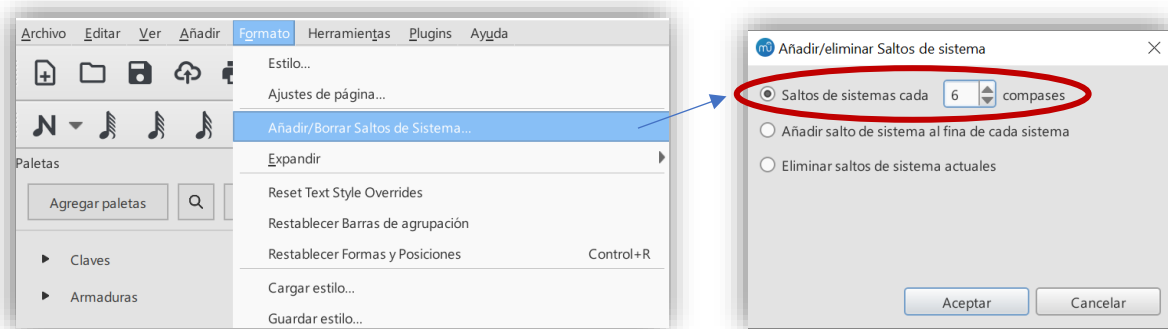 Archivo Editar Ver Añadir Formato Herramientas Plugins Ayuda
Estilo...
Ajustes de página...
Añadir/Borrar Saltos de Sistema...
Expandir
Reset Text Style Overrides
Restablecer Barras de agrupación
Restablecer Formas y Posiciones Control+R
Cargar estilo...
Guardar estilo...
Paletas
Agregar paletas
Claves
Armaduras
Añadir/eliminar Saltos de sistema
Saltos de sistemas cada 6 compases
Añadir salto de sistema al fina de cada sistema
Eliminar saltos de sistema actuales
Aceptar Cancelar